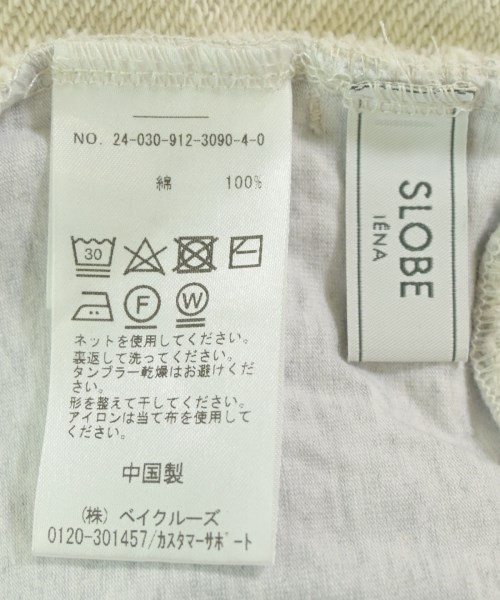 NO. 24-030-912-3090-4-0
綿 100%
30
F
W
ネットを使用してください。
裏返して洗ってください。
タンブラー乾燥はお避けくだ
さい。
形を整えて干してください。
アイロンは当て布を使用して
ください。
中国製
(株) ベイクルーズ
0120-301457/カスタマーサポート
SLOBE
IÉNA